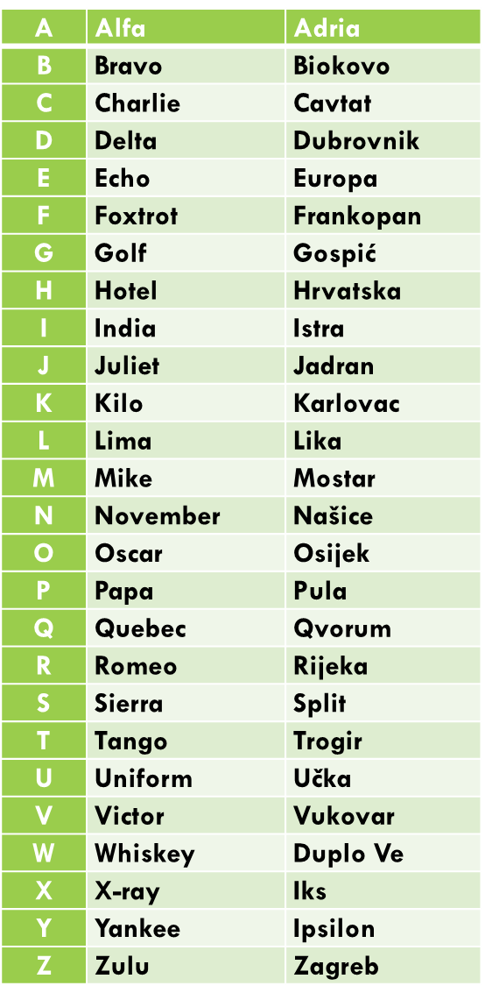 A Alfa Adria
B Bravo Biokovo
C Charlie Cavtat
D Delta Dubrovnik
E Echo Europa
F Foxtrot Frankopan
G Golf Gospić
H Hotel Hrvatska
I India Istra
J Juliet Jadran
K Kilo Karlovac
L Lima Lika
M Mike Mostar
N November Našice
O Oscar Osijek
P Papa Pula
Q Quebec Qvorum
R Romeo Rijeka
S Sierra Split
T Tango Trogir
U Uniform Učka
V Victor Vukovar
W Whiskey Duplo Ve
X X-ray Iks
Y Yankee Ipsilon
Z Zulu Zagreb